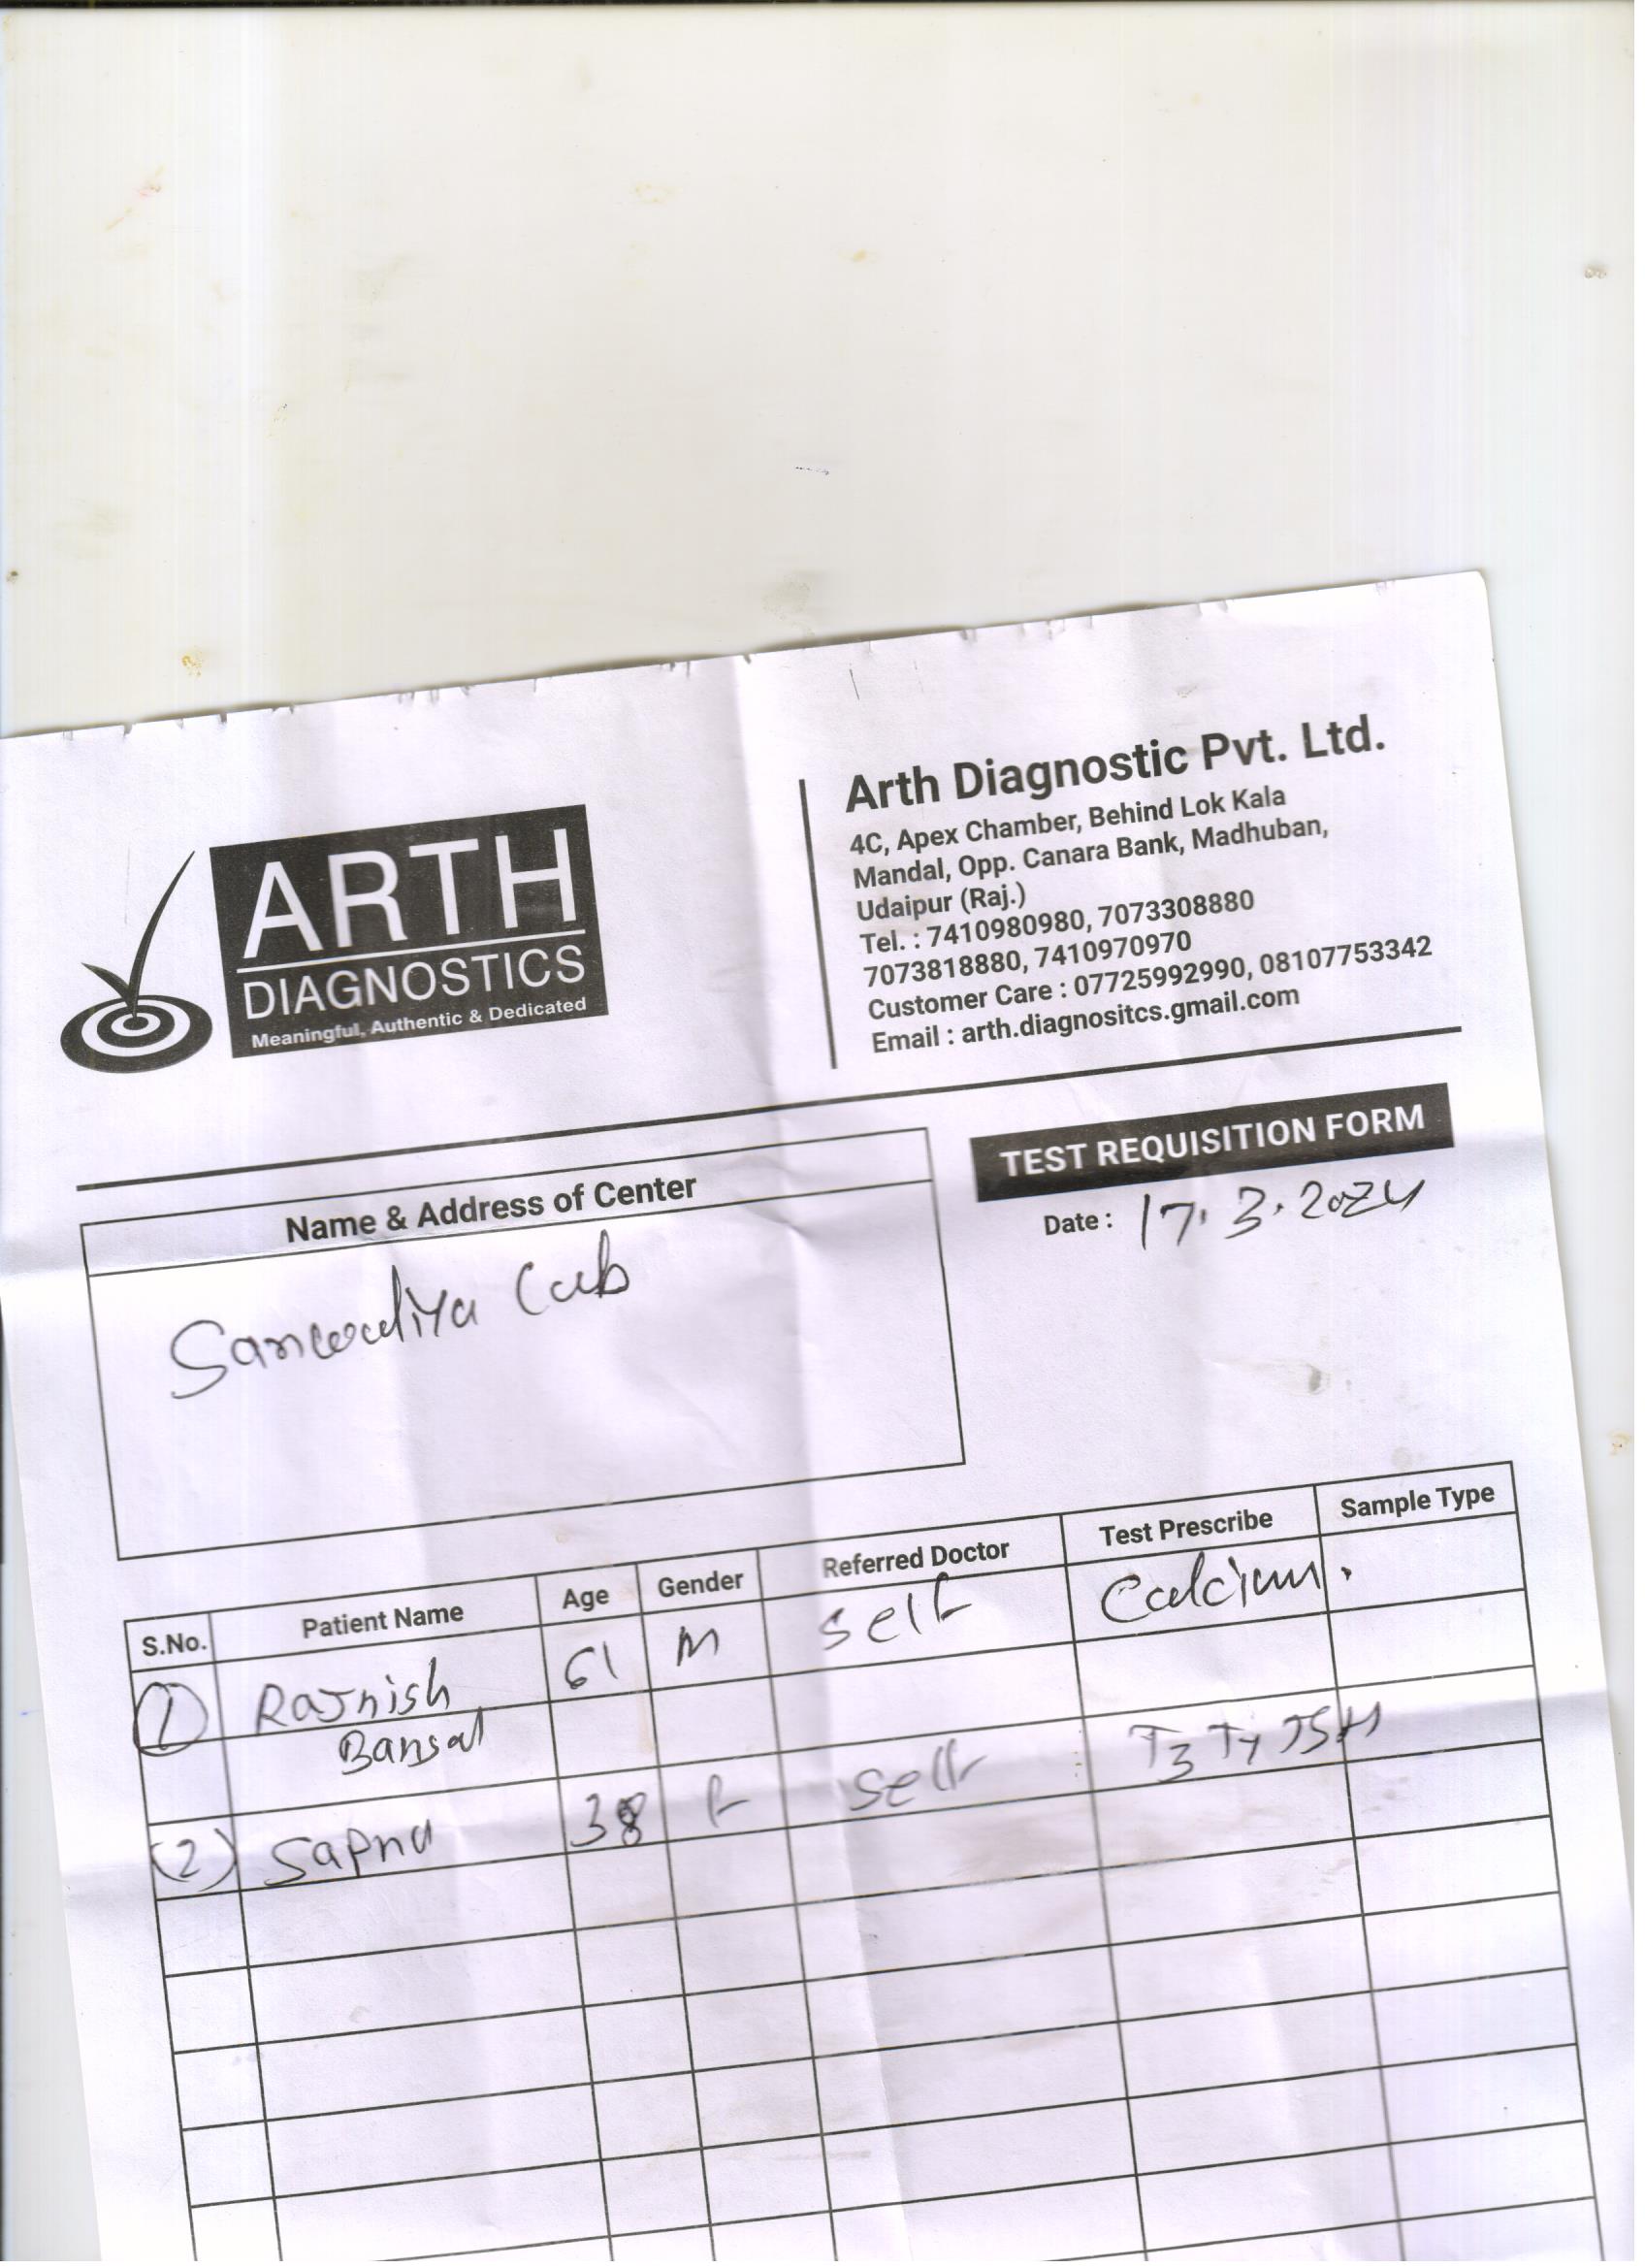 ARTH
DIAGNOSTICS
Meaningful, Authentic & Dedicated
Arth Diagnostic Pvt. Ltd.
4C, Apex Chamber, Behind Lok Kala
Mandal, Opp. Canara Bank, Madhuban,
Udaipur (Raj.)
Tel. : 7410980980, 7073308880
7073818880, 7410970970
Customer Care : 07725992990, 08107753342
Email : arth.diagnositcs.gmail.com
TEST REQUISITION FORM
Date : 17.3.2024
Name & Address of Center
Sanwaliya Lab
S.No. Patient Name Age Gender Referred Doctor Test Prescribe Sample Type
1 Rajnish 61 M self Calcium.
Bansal
(2) Sapna 38 F self T3 T4 TSH